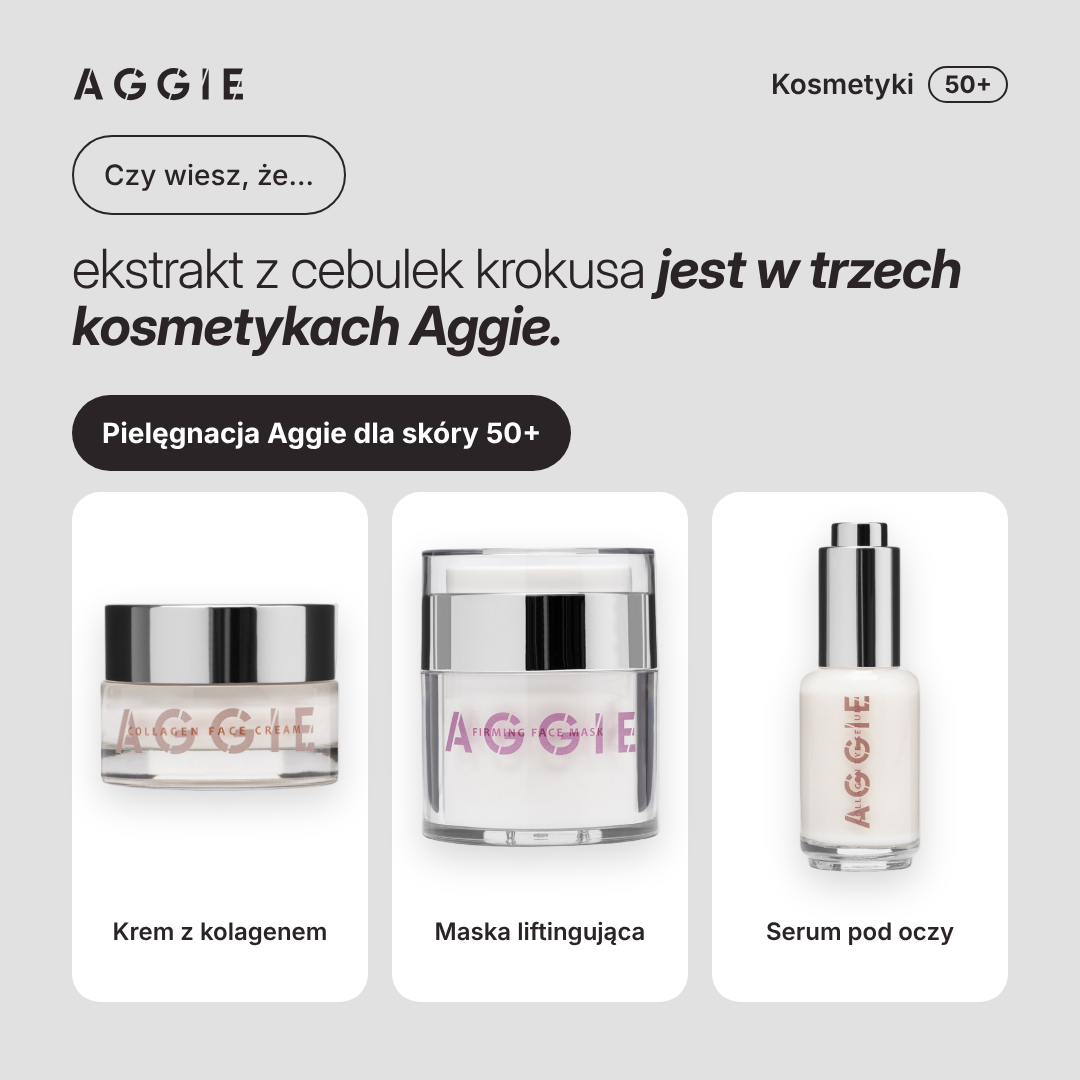 AGGIE
Kosmetyki 50+
Czy wiesz, że...
ekstrakt z cebulek krokusa jest w trzech
kosmetykach Aggie.
Pielęgnacja Aggie dla skóry 50+
AGGIE
COLLAGEN FACE CREAM
AGGIE
FIRMING FACE MASK
AGGIE
Krem z kolagenem
Maska liftingująca
Serum pod oczy